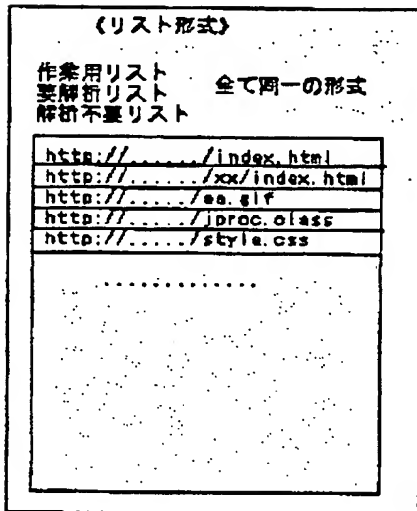 《リスト形式》
作業用リスト
要解析リスト 全て同一の形式
解析不要リスト
http://....../index.html
http://....../xx/index.html
http://...../aa.gif
http://...../jproc.class
http://...../style.css
.............